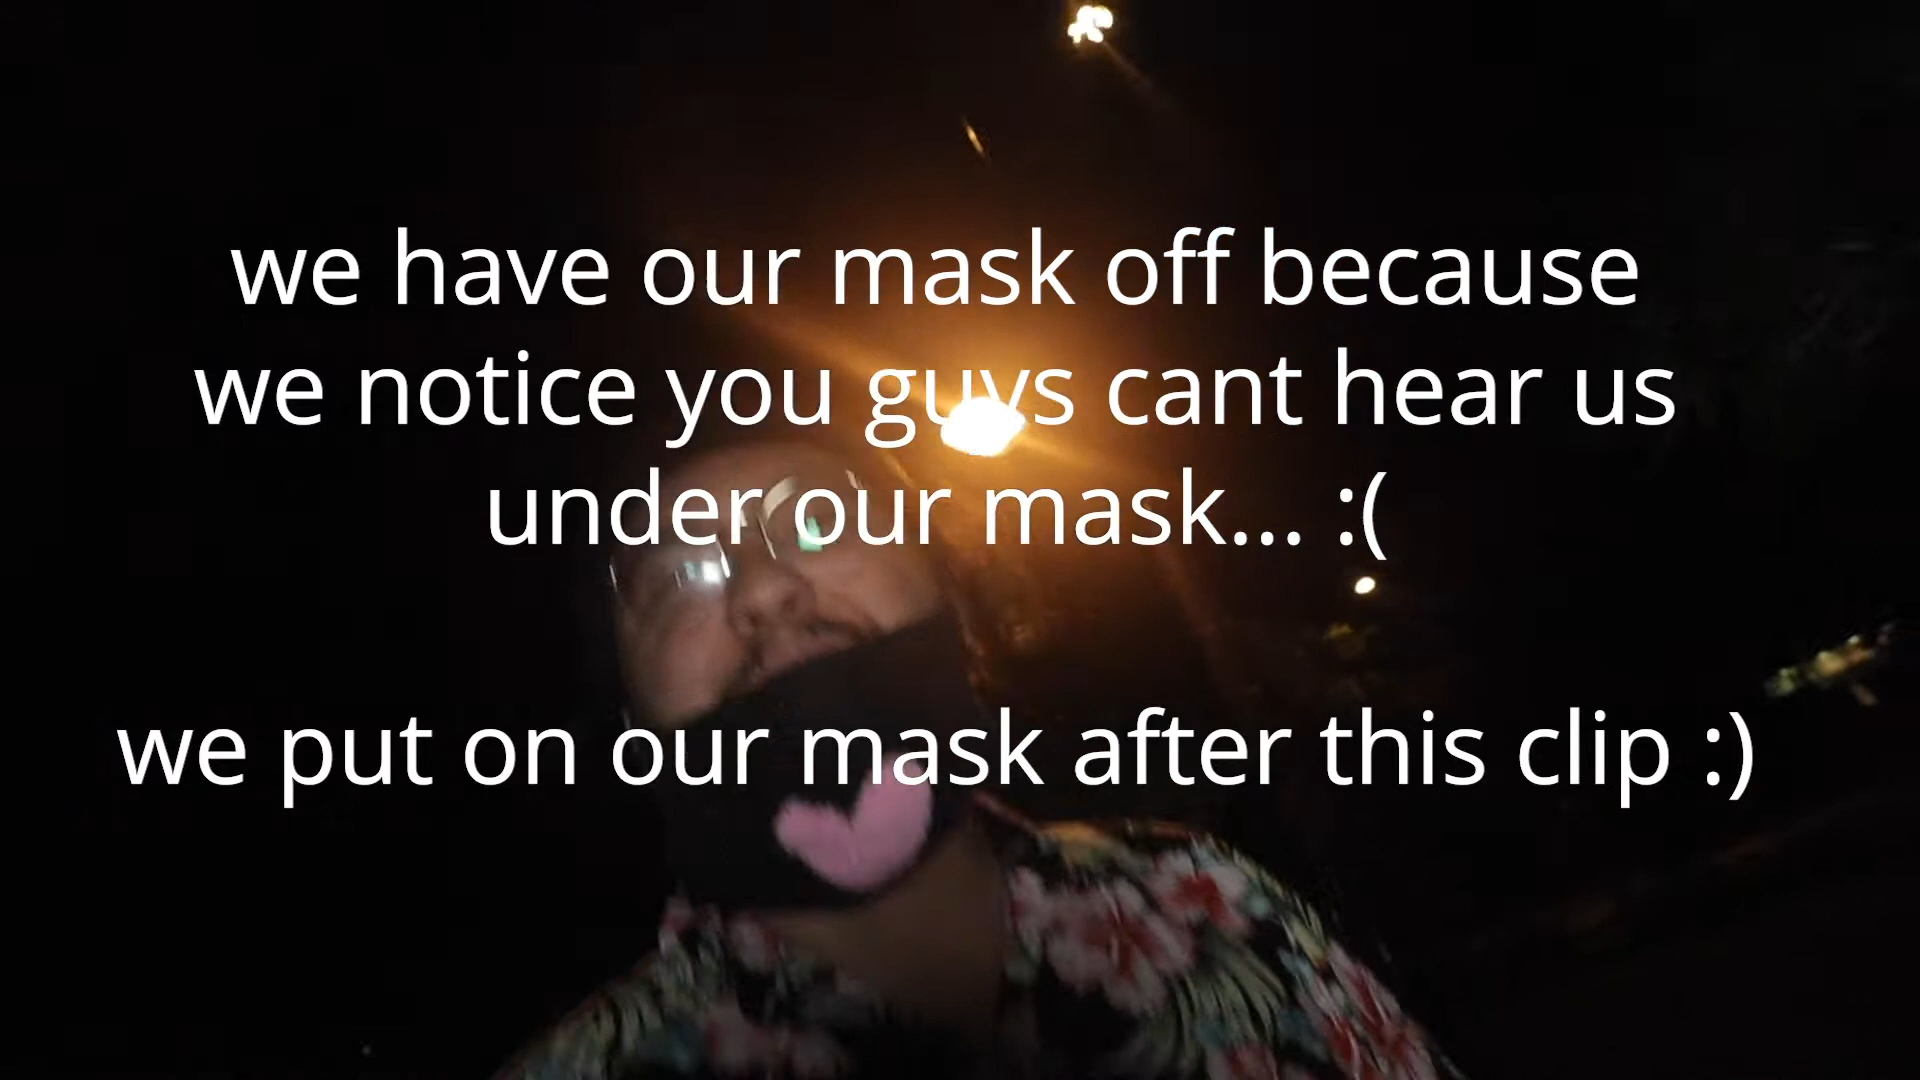 we have our mask off because
we notice you guys cant hear us
under our mask... :(
we put on our mask after this clip :)